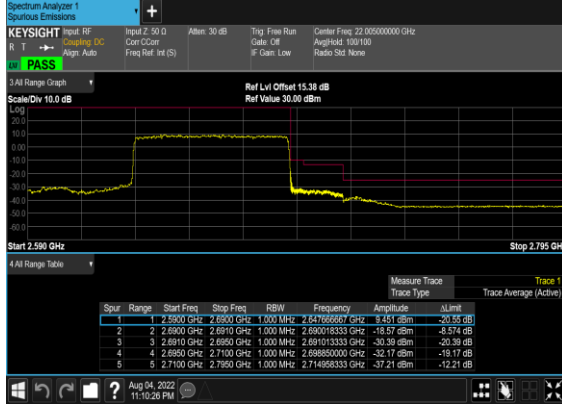 Spectrum Analyzer 1
Spurious Emissions
KEYSIGHT Input: RF Input Z: 50 Ω Atten: 30 dB Trig: Free Run Center Freq: 22.005000000 GHz
R T Coupling: DC Corr CCorr Gate: Off Avg|Hold: 100/100
Align: Auto Freq Ref: Int (S) IF Gain: Low Radio Std: None
PASS
3 All Range Graph
Ref Lvl Offset 15.38 dB
Scale/Div 10.0 dB Ref Value 30.00 dBm
Log
20.0
10.0
0.00
-10.0
-20.0
-30.0
-40.0
-50.0
-60.0
Start 2.590 GHz Stop 2.795 GH
4 All Range Table
Measure Trace Trace 1
Trace Type Trace Average (Active)
Spur Range Start Freq Stop Freq RBW Frequency Amplitude ΔLimit
1 1 2.5900 GHz 2.6900 GHz 1.000 MHz 2.647666667 GHz 9.451 dBm -20.55 dB
2 2 2.6900 GHz 2.6910 GHz 1.000 MHz 2.690018333 GHz -18.57 dBm -8.574 dB
3 3 2.6910 GHz 2.6950 GHz 1.000 MHz 2.691013333 GHz -30.39 dBm -20.39 dB
4 4 2.6950 GHz 2.7100 GHz 1.000 MHz 2.698850000 GHz -32.17 dBm -19.17 dB
5 5 2.7100 GHz 2.7950 GHz 1.000 MHz 2.714958333 GHz -37.21 dBm -12.21 dB
Aug 04, 2022
11:10:26 PM